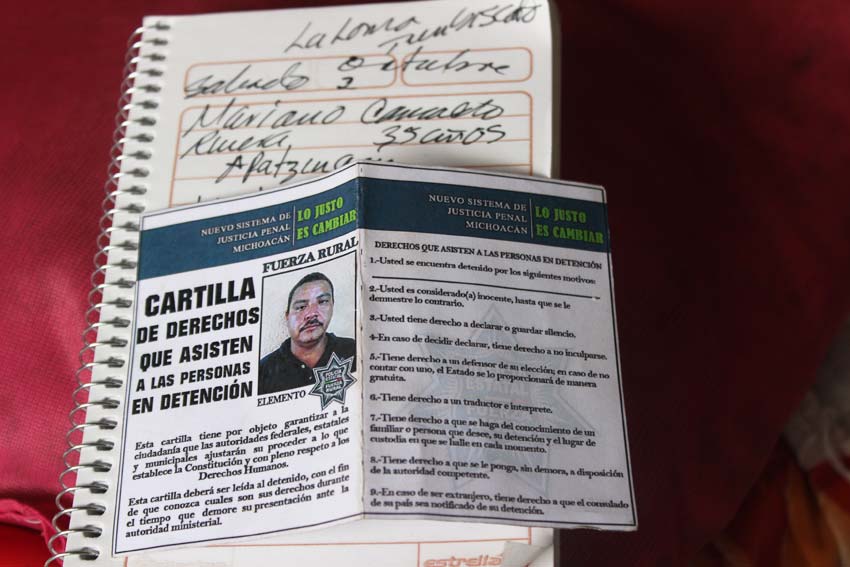 La Loma
Sabado 2 Octubre
Mariano Camacho
Rivera 35 años
Apatzingan
NUEVO SISTEMA DE
JUSTICIA PENAL
MICHOACÁN
LO JUSTO
ES CAMBIAR
FUERZA RURAL
CARTILLA
DE DERECHOS
QUE ASISTEN
A LAS PERSONAS
EN DETENCIÓN
ELEMENTO
Esta cartilla tiene por objeto garantizar a la
ciudadanía que las autoridades federales, estatales
y municipales ajustarán su proceder a lo que
establece la Constitución y con pleno respeto a los
Derechos Humanos.
Esta cartilla deberá ser leída al detenido, con el fin
de que conozca cuales son sus derechos durante
el tiempo que demore su presentación ante la
autoridad ministerial.
NUEVO SISTEMA DE
JUSTICIA PENAL
MICHOACÁN
LO JUSTO
ES CAMBIAR
DERECHOS QUE ASISTEN A LAS PERSONAS EN DETENCIÓN
1.-Usted se encuentra detenido por los siguientes motivos:
2.-Usted es considerado(a) inocente, hasta que se le
demuestre lo contrario.
3.-Usted tiene derecho a declarar o guardar silencio.
4-En caso de decidir declarar, tiene derecho a no inculparse.
5.-Tiene derecho a un defensor de su elección; en caso de no
contar con uno, el Estado se lo proporcionará de manera
gratuita.
6.-Tiene derecho a un traductor e interprete.
7.-Tiene derecho a que se haga del conocimiento de un
familiar o persona que desee, su detención y el lugar de
custodia en que se halle en cada momento.
8.-Tiene derecho a que se le ponga, sin demora, a disposición
de la autoridad competente.
9.-En caso de ser extranjero, tiene derecho a que el consulado
de su país sea notificado de su detención.
estrella